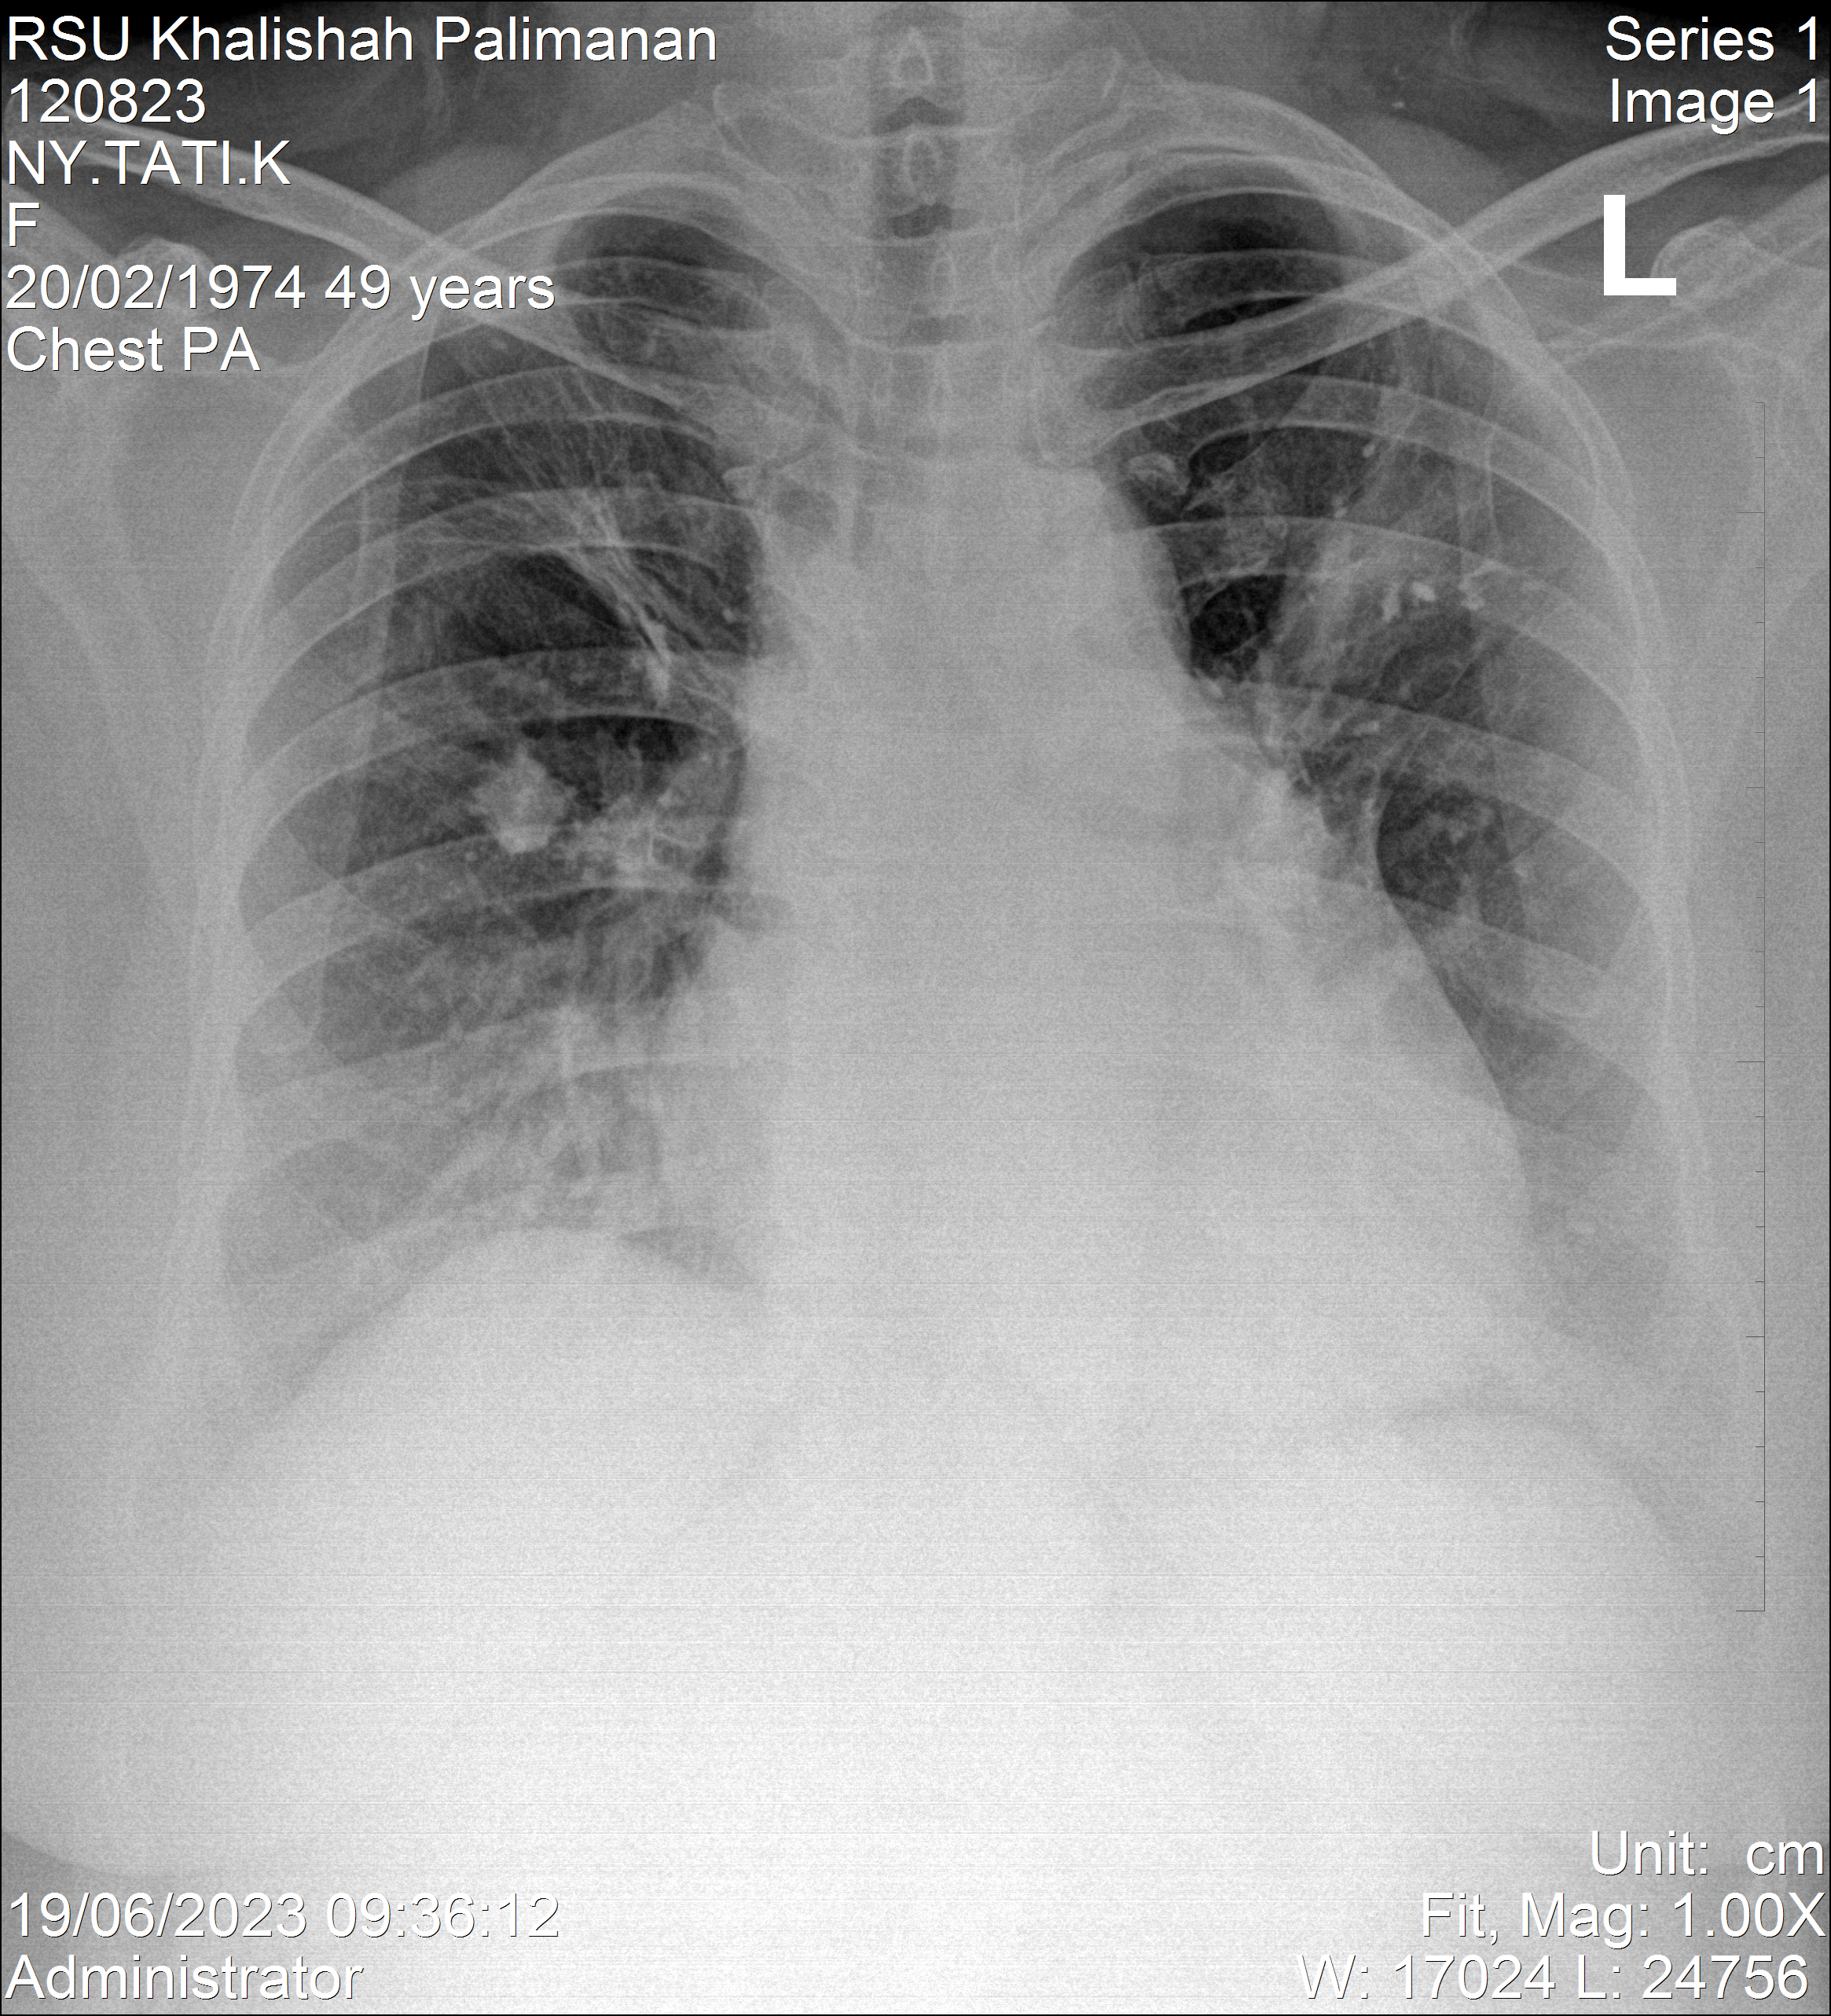 RSU Khalishah Palimanan
120823
NY.TATI.K
F
20/02/1974 49 years
Chest PA
Series 1
Image 1
L
19/06/2023 09:36:12
Administrator
Unit: cm
Fit, Mag: 1.00X
W: 17024 L: 24756